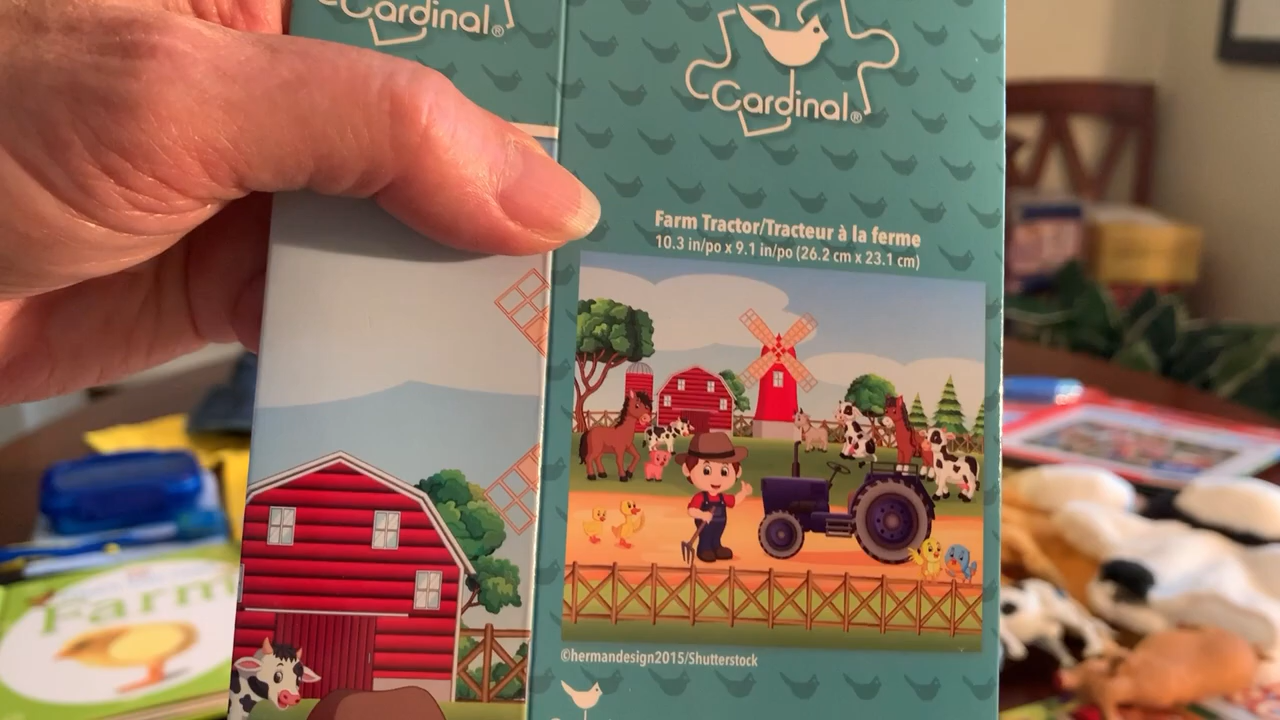 Cardinal®
Cardinal®
Farm Tractor/Tracteur à la ferme
10.3 in/po x 9.1 in/po (26.2 cm x 23.1 cm)
©hermandesign2015/Shutterstock
Farm